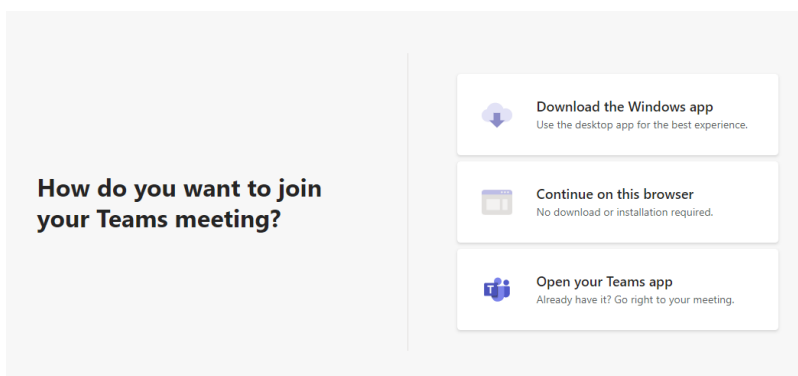 How do you want to join
your Teams meeting?
Download the Windows app
Use the desktop app for the best experience.
Continue on this browser
No download or installation required.
Open your Teams app
Already have it? Go right to your meeting.